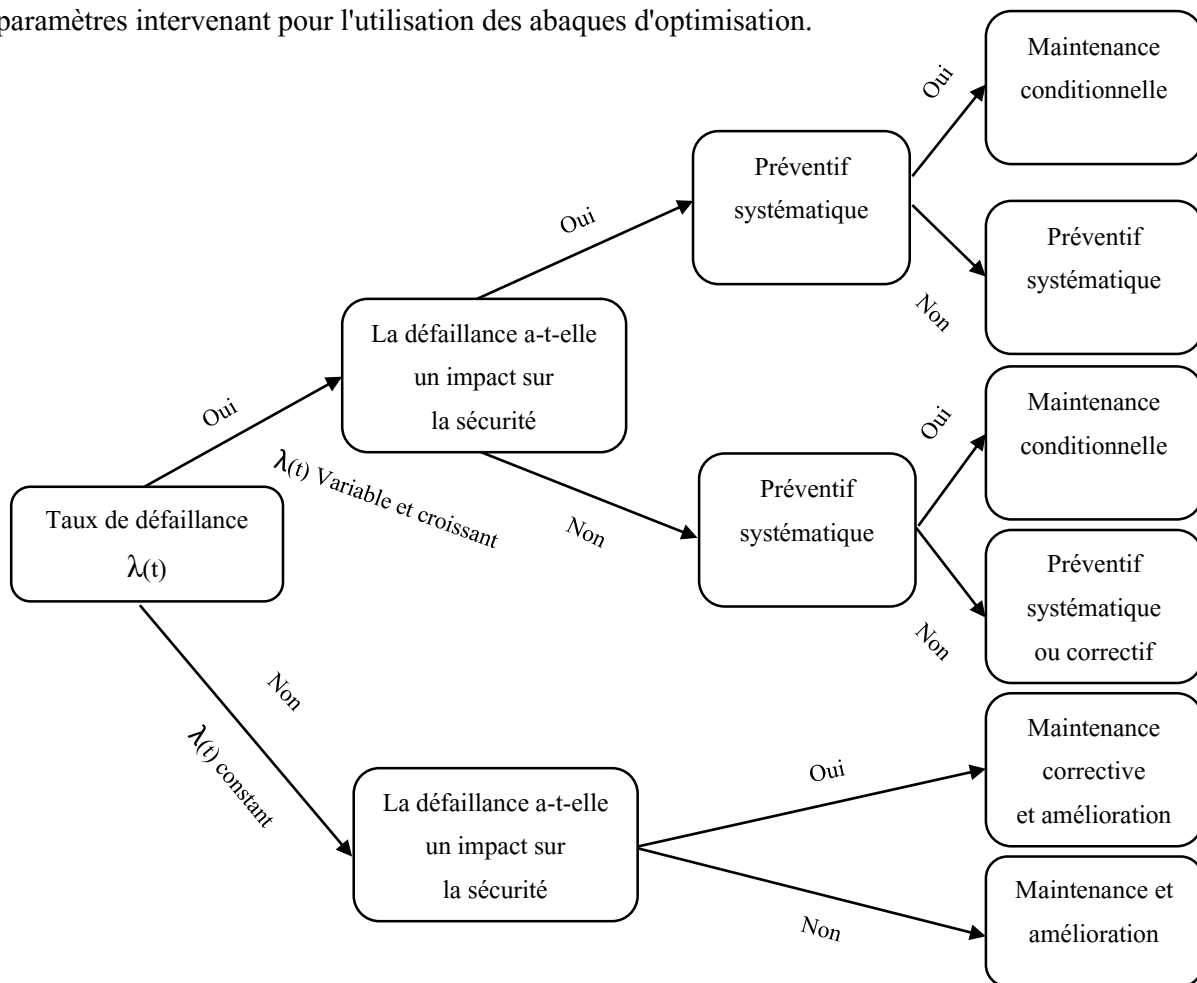 paramètres intervenant pour l'utilisation des abaques d'optimisation.
Maintenance
conditionnelle
Oui
Préventif
systématique
Oui
Préventif
systématique
Non
La défaillance a-t-elle
un impact sur
la sécurité
Oui
Maintenance
conditionnelle
Oui
λ(t) Variable et croissant
Préventif
systématique
Non
Taux de défaillance
λ(t)
Préventif
systématique
ou correctif
Non
Non
λ(t) constant
Maintenance
corrective
et amélioration
Oui
La défaillance a-t-elle
un impact sur
la sécurité
Non
Maintenance et
amélioration